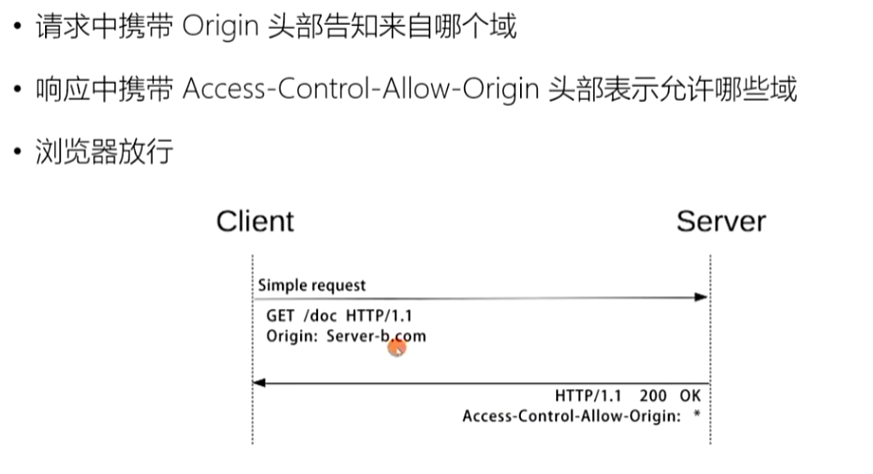 • 请求中携带 Origin 头部告知来自哪个域
• 响应中携带 Access-Control-Allow-Origin 头部表示允许哪些域
• 浏览器放行
Client Server
Simple request
GET /doc HTTP/1.1
Origin: Server-b.com
HTTP/1.1 200 OK
Access-Control-Allow-Origin: *